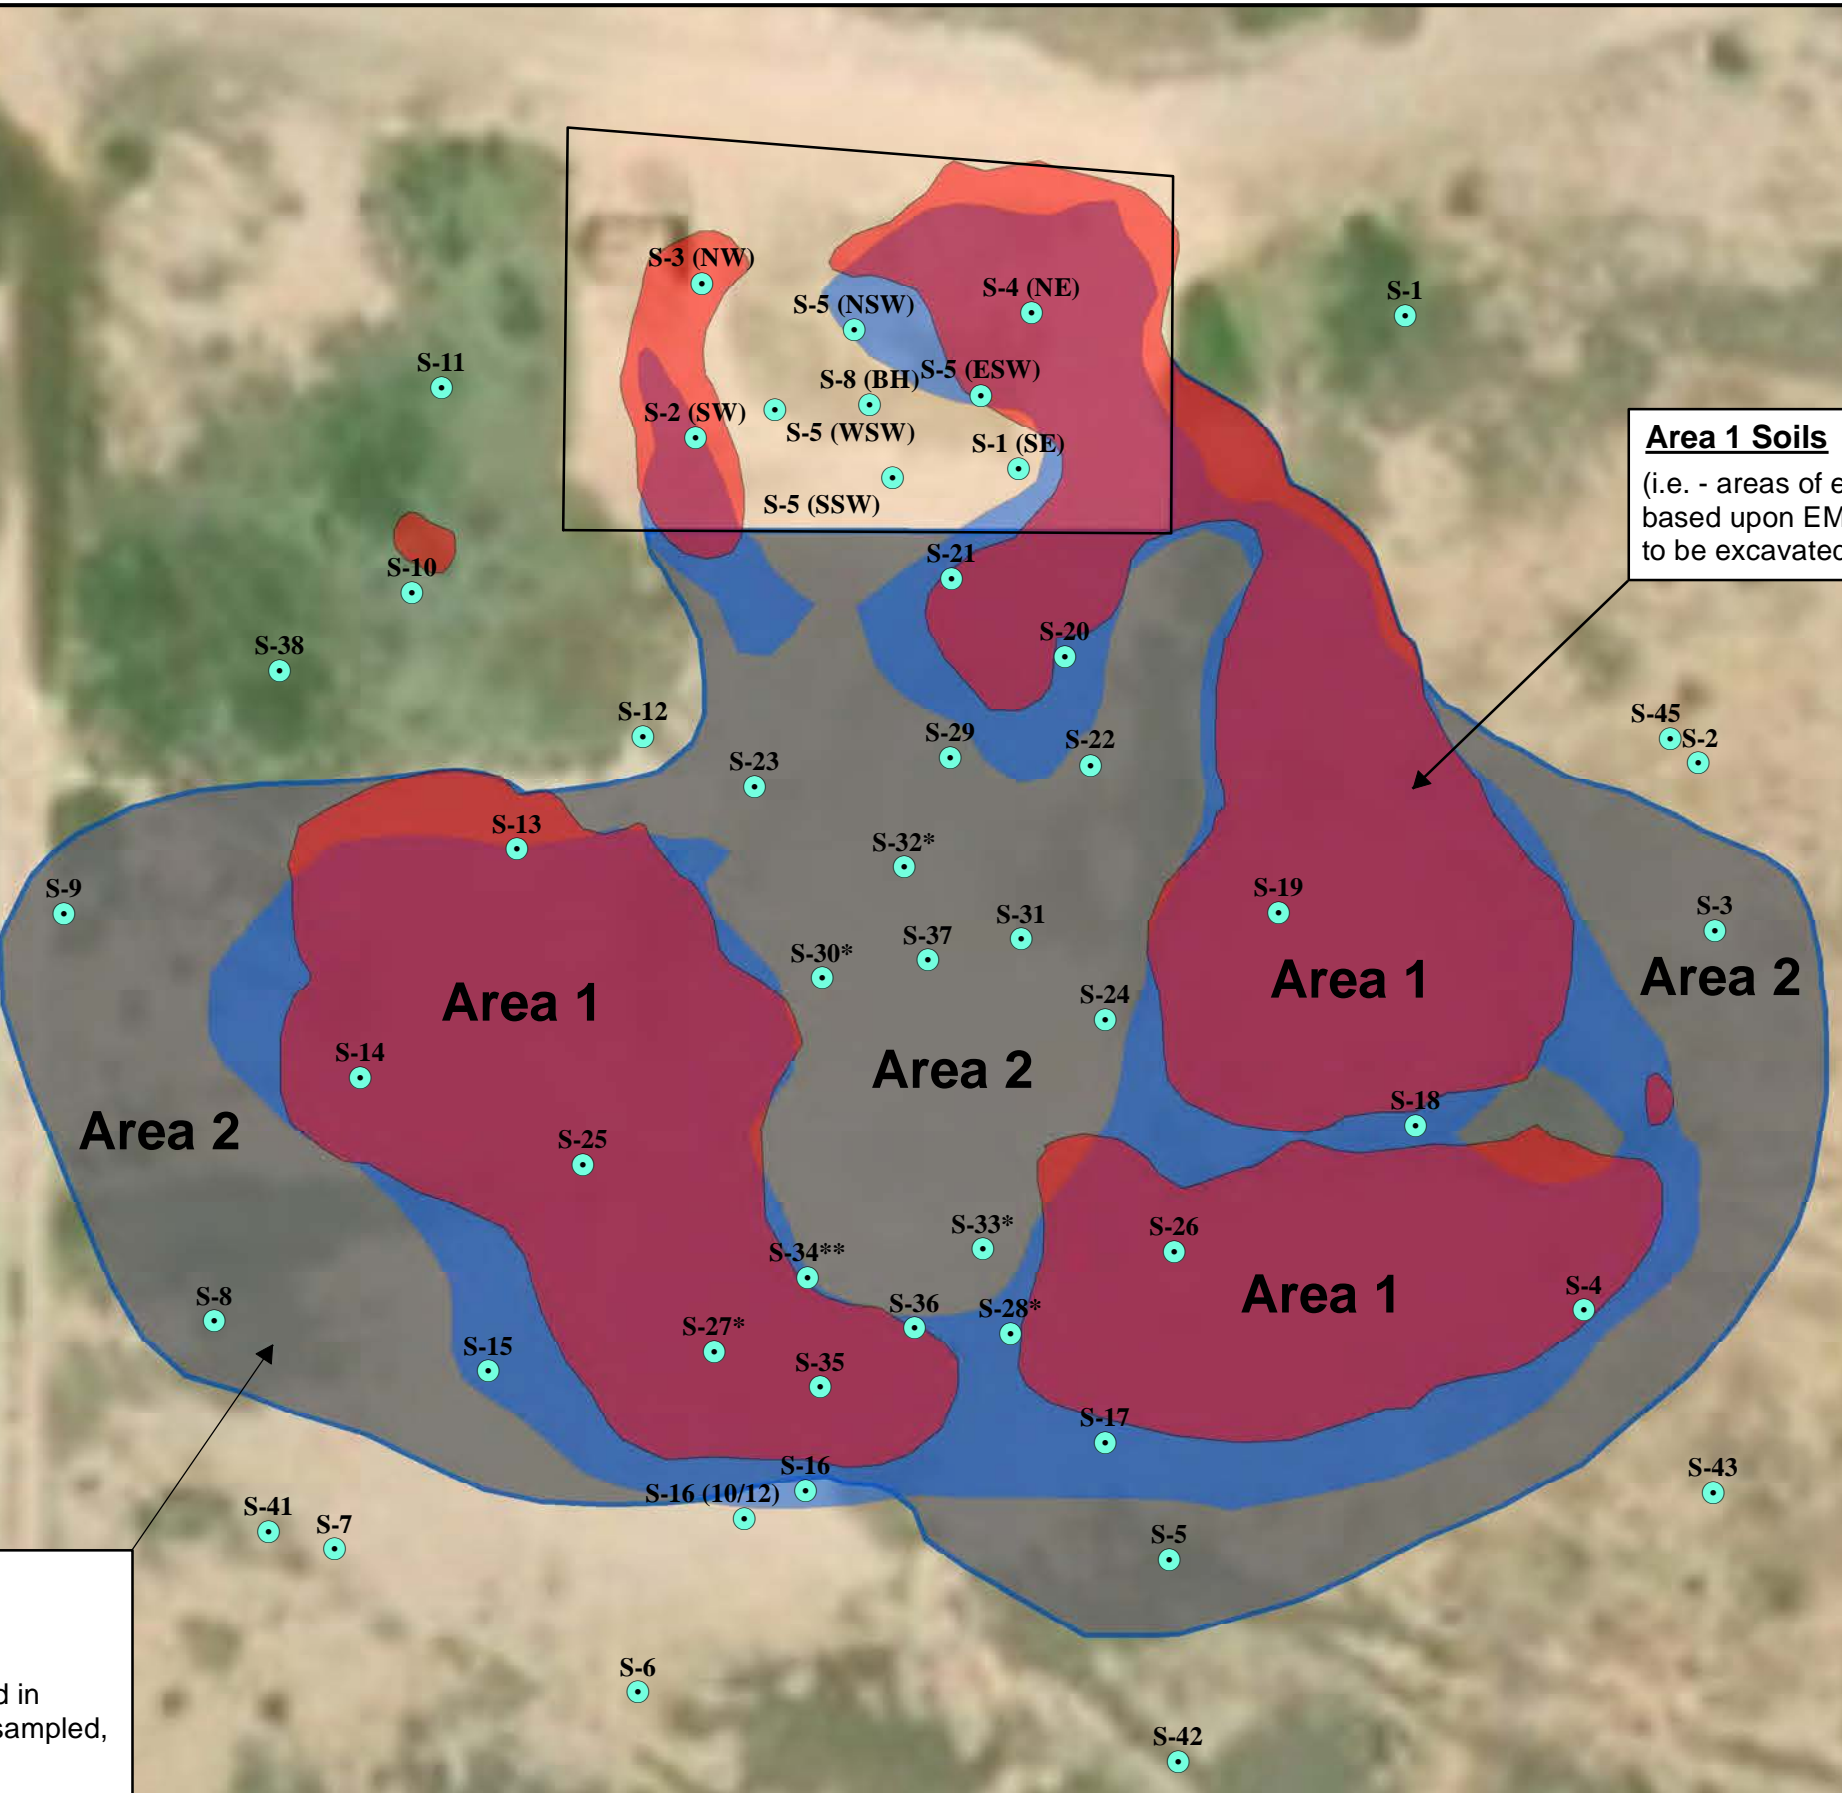 S-3 (NW)
S-4 (NE)
S-1
S-5 (NSW)
S-11
S-8 (BH)
S-5 (ESW)
S-2 (SW)
S-5 (WSW)
S-1 (SE)
S-5 (SSW)
Area 1 Soils
(i.e. - areas of e
based upon EM
to be excavated
S-21
S-10
S-20
S-38
S-12
S-45
S-2
S-29
S-22
S-23
S-13
S-32*
S-9
S-19
S-3
S-31
S-37
S-30*
Area 1
Area 1
Area 2
S-24
S-14
Area 2
S-18
Area 2
S-25
S-33*
S-26
S-34**
Area 1
S-8
S-4
S-36
S-28*
S-27*
S-15
S-35
S-17
S-16
S-16 (10/12)
S-43
S-41
S-7
S-5
S-6
d in
sampled,
S-42